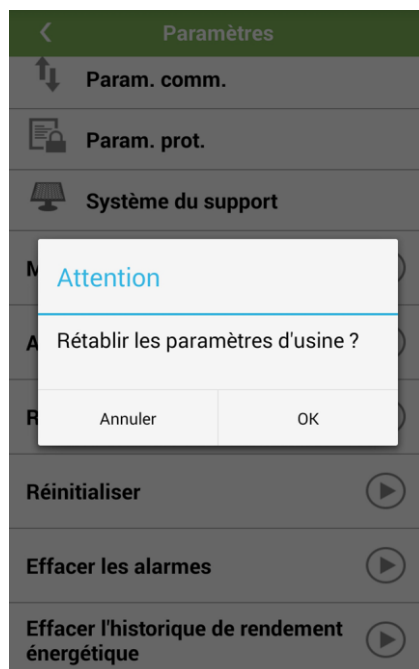 Paramètres
Param. comm.
Param. prot.
Système du support
M
Attention
A
Rétablir les paramètres d'usine ?
R
Annuler
OK
Réinitialiser
Effacer les alarmes
Effacer l'historique de rendement
énergétique